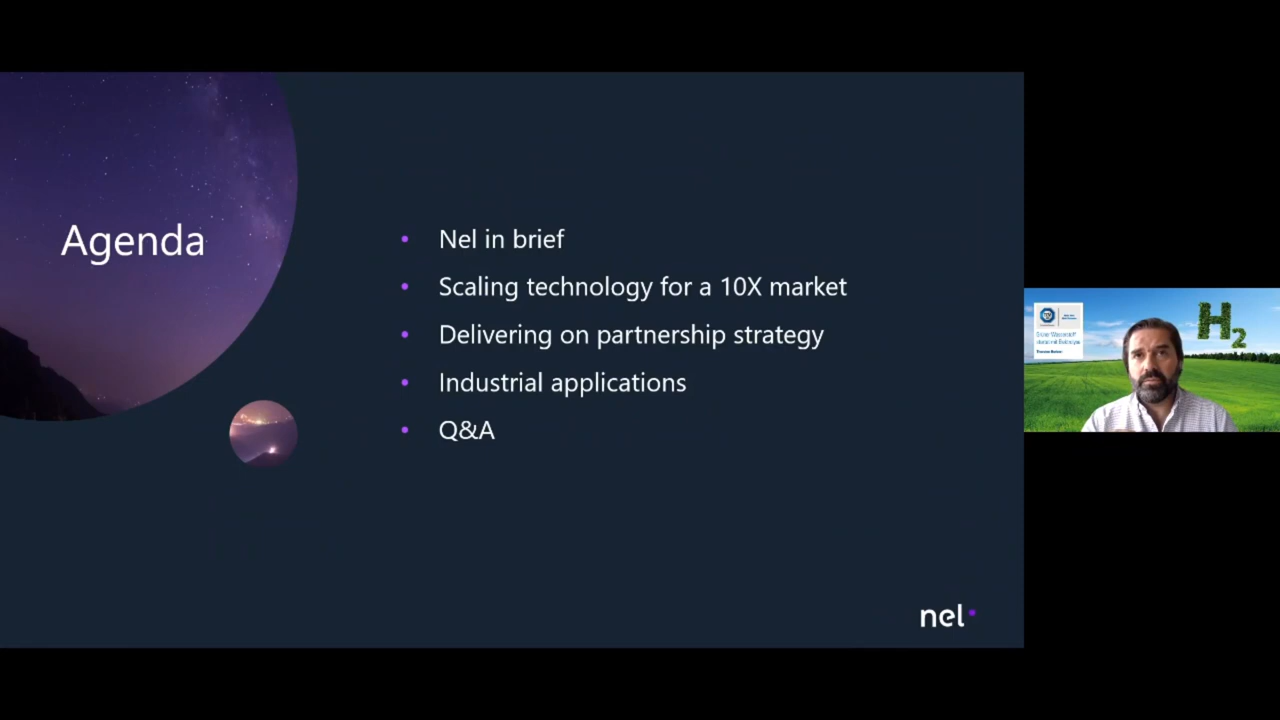 Agenda
• Nel in brief
• Scaling technology for a 10X market
• Delivering on partnership strategy
• Industrial applications
• Q&A
nel
H2